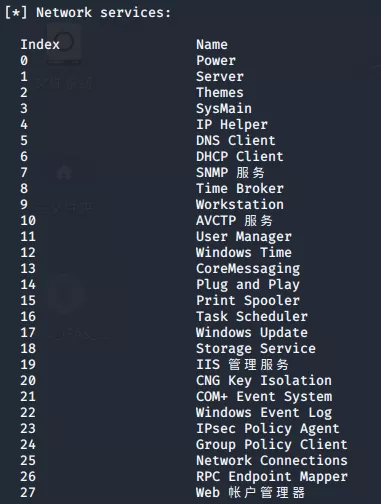 [*] Network services:
Index Name
0 Power
1 Server
2 Themes
3 SysMain
4 IP Helper
5 DNS Client
6 DHCP Client
7 SNMP 服务
8 Time Broker
9 Workstation
10 AVCTP 服务
11 User Manager
12 Windows Time
13 CoreMessaging
14 Plug and Play
15 Print Spooler
16 Task Scheduler
17 Windows Update
18 Storage Service
19 IIS 管理服务
20 CNG Key Isolation
21 COM+ Event System
22 Windows Event Log
23 IPsec Policy Agent
24 Group Policy Client
25 Network Connections
26 RPC Endpoint Mapper
27 Web 帐户管理器